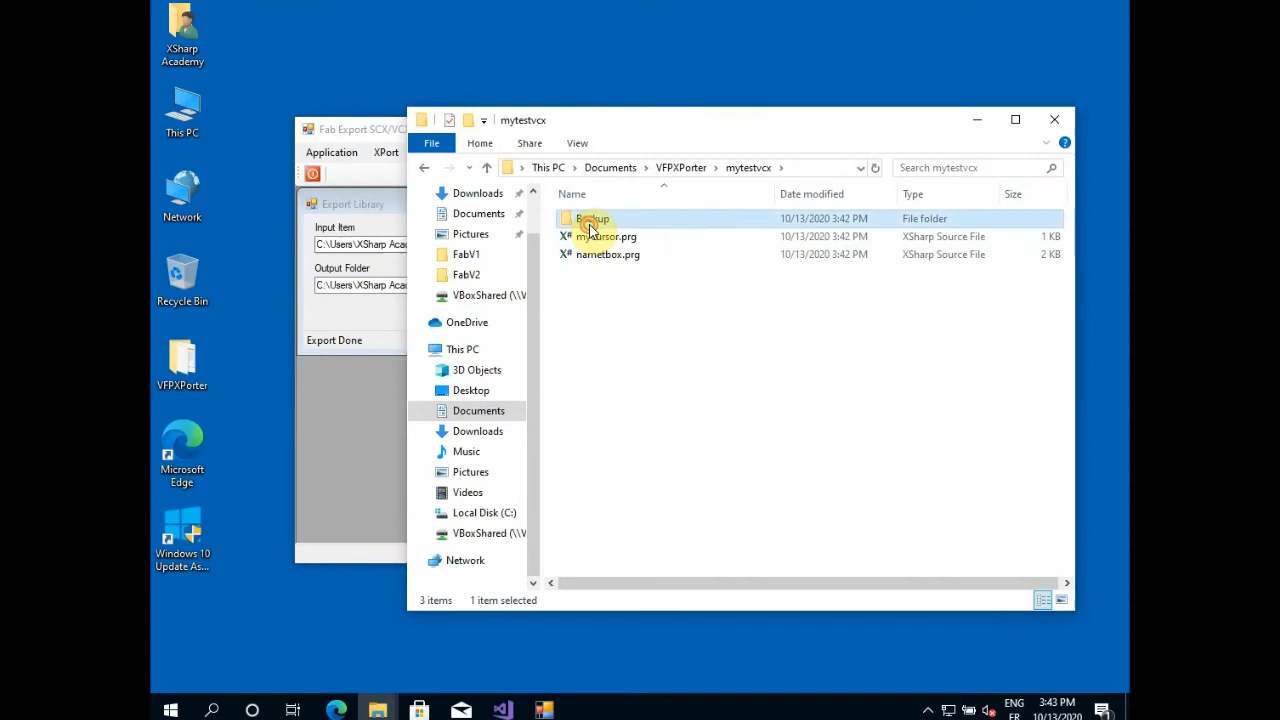 XSharp
Academy
This PC
Network
Recycle Bin
VFPXPorter
Microsoft
Edge
Windows 10
Update As...
Fab Export SCX/VC
Application
XPort
Export Library
Input Item
C:\Users\XSharp Aca
Output Folder
C:\Users\XSharp Aca
Export Done
mytestvcx
File
Home
Share
View
This PC
Documents
VFPXPorter
mytestvcx
Search mytestvcx
Downloads
Documents
Pictures
FabV1
FabV2
VBoxShared (\\V
OneDrive
This PC
3D Objects
Desktop
Documents
Downloads
Music
Pictures
Videos
Local Disk (C:)
VBoxShared (\\V
Network
Name
Date modified
Type
Size
Backup
10/13/2020 3:42 PM
File folder
mycursor.prg
10/13/2020 3:42 PM
XSharp Source File
1 KB
10/13/2020 3:42 PM
XSharp Source File
2 KB
3 items
1 item selected
ENG
FR
3:43 PM
10/13/2020
1